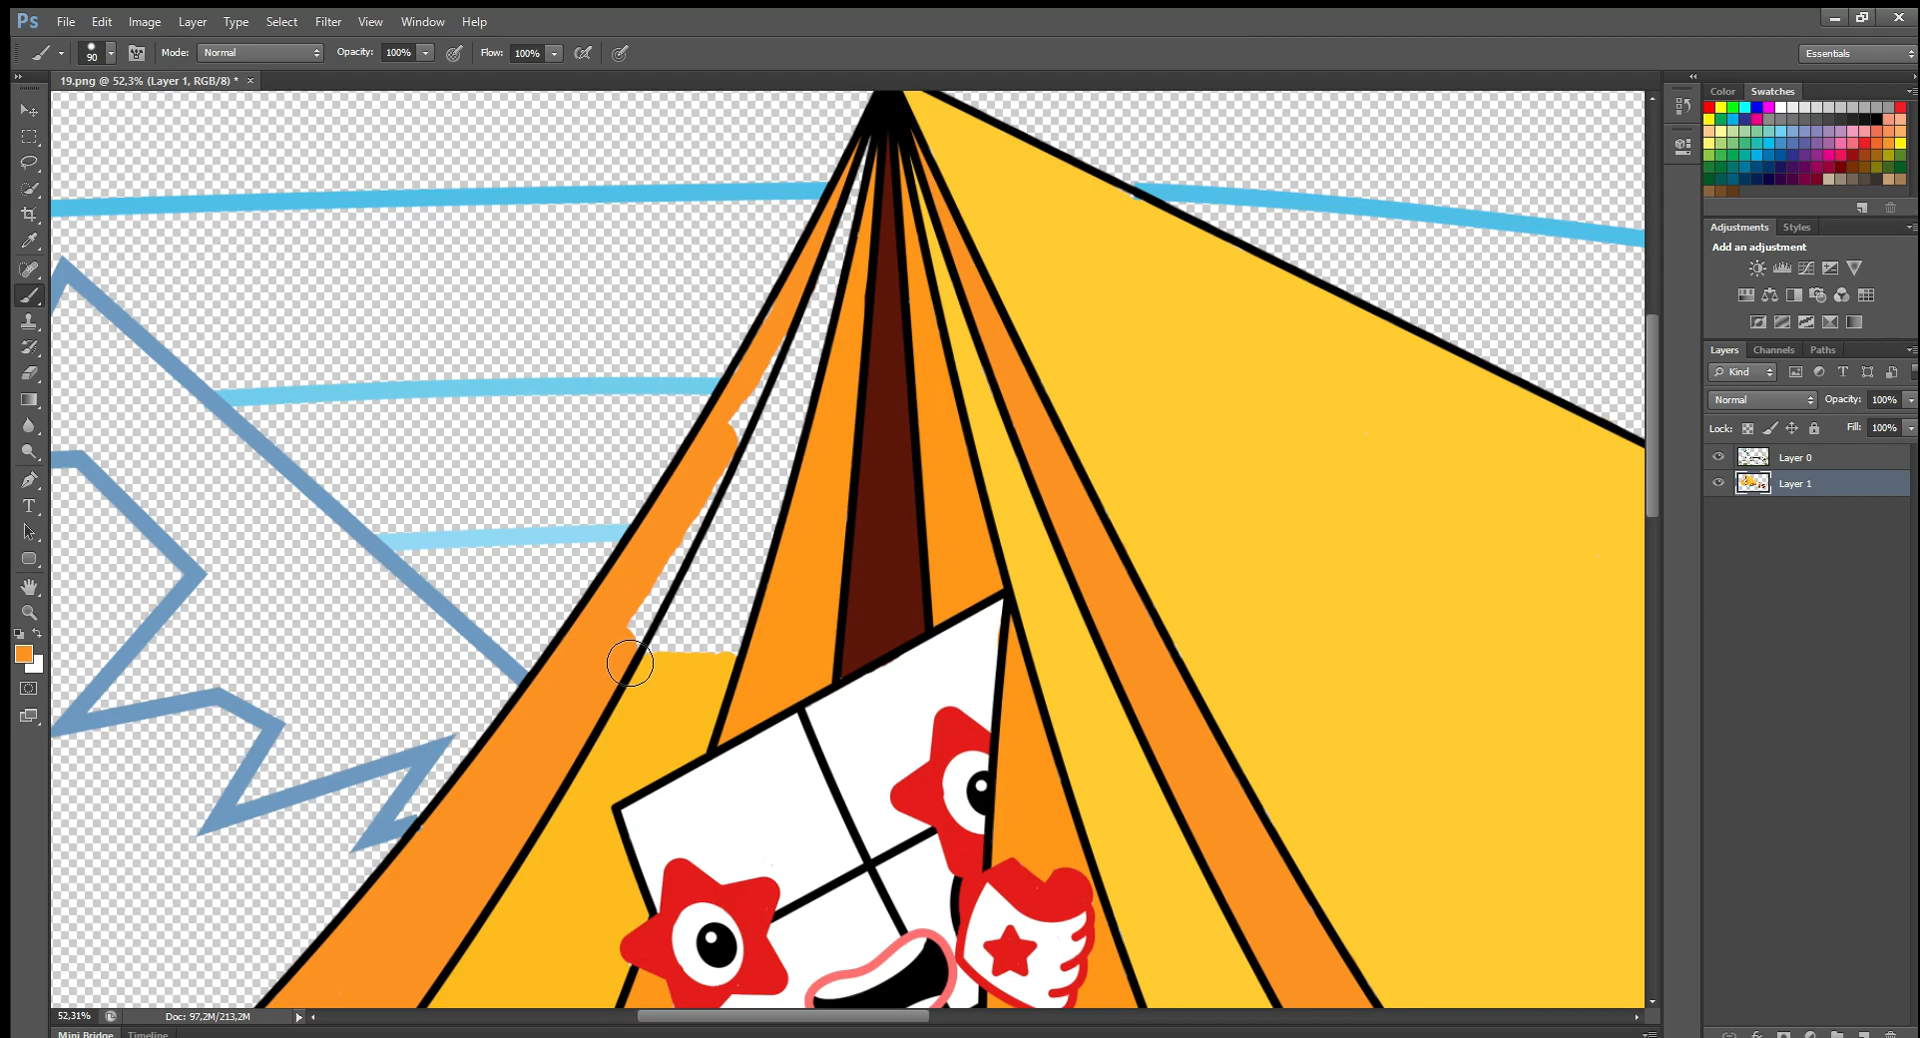 Ps File Edit Image Layer Type Select Filter View Window Help
90 Mode: Normal Opacity: 100% Flow: 100% Essentials
19.png @ 52,3% (Layer 1, RGB/8) * ×
Color Swatches
Adjustments Styles
Add an adjustment
Layers Channels Paths
Kind T
Normal Opacity: 100%
Lock: Fill: 100%
Layer 0
Layer 1
T
52,31% Doc: 97,2M/213,2M
Mini Bridge Timeline